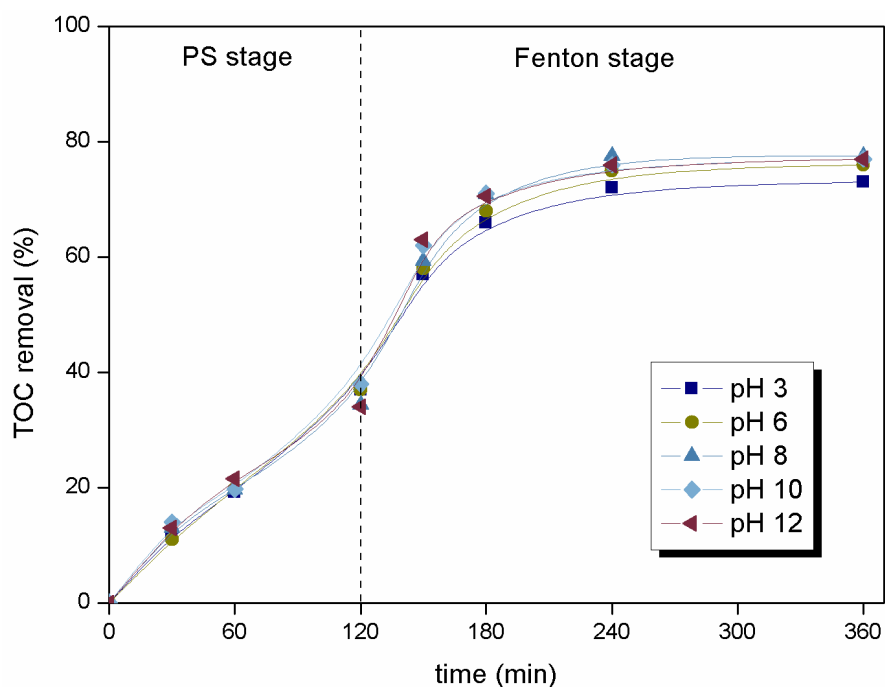 PS stage
Fenton stage
TOC removal (%)
100
80
60
40
20
0
pH 3
pH 6
pH 8
pH 10
pH 12
0 60 120 180 240 300 360
time (min)